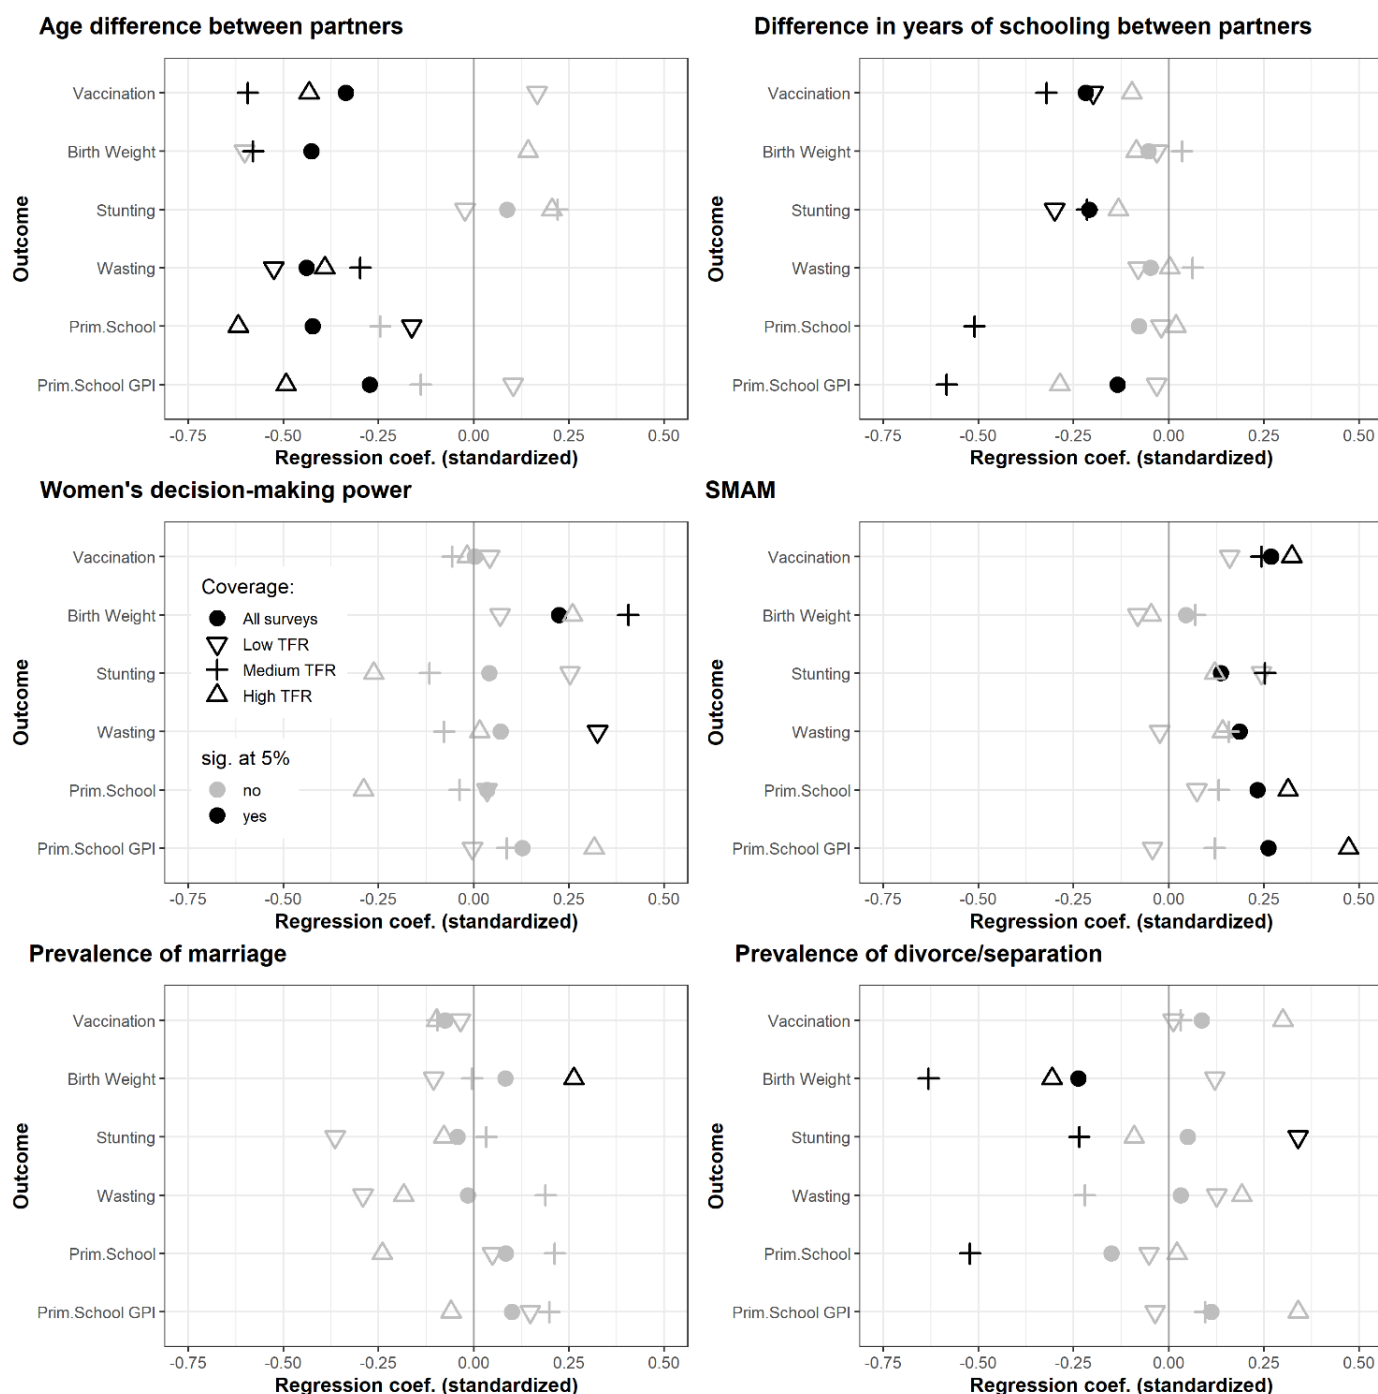 Age difference between partners
Vaccination
Birth Weight
Stunting
Wasting
Prim.School
Prim.School GPI
Outcome
-0.75 -0.50 -0.25 0.00 0.25 0.50
Regression coef. (standardized)
Difference in years of schooling between partners
Vaccination
Birth Weight
Stunting
Wasting
Prim.School
Prim.School GPI
Outcome
-0.75 -0.50 -0.25 0.00 0.25 0.50
Regression coef. (standardized)
Women's decision-making power
Vaccination
Birth Weight
Stunting
Wasting
Prim.School
Prim.School GPI
Outcome
Coverage:
All surveys
Low TFR
Medium TFR
High TFR
sig. at 5%
no
yes
-0.75 -0.50 -0.25 0.00 0.25 0.50
Regression coef. (standardized)
SMAM
Vaccination
Birth Weight
Stunting
Wasting
Prim.School
Prim.School GPI
Outcome
-0.75 -0.50 -0.25 0.00 0.25 0.50
Regression coef. (standardized)
Prevalence of marriage
Vaccination
Birth Weight
Stunting
Wasting
Prim.School
Prim.School GPI
Outcome
-0.75 -0.50 -0.25 0.00 0.25 0.50
Regression coef. (standardized)
Prevalence of divorce/separation
Vaccination
Birth Weight
Stunting
Wasting
Prim.School
Prim.School GPI
Outcome
-0.75 -0.50 -0.25 0.00 0.25 0.50
Regression coef. (standardized)